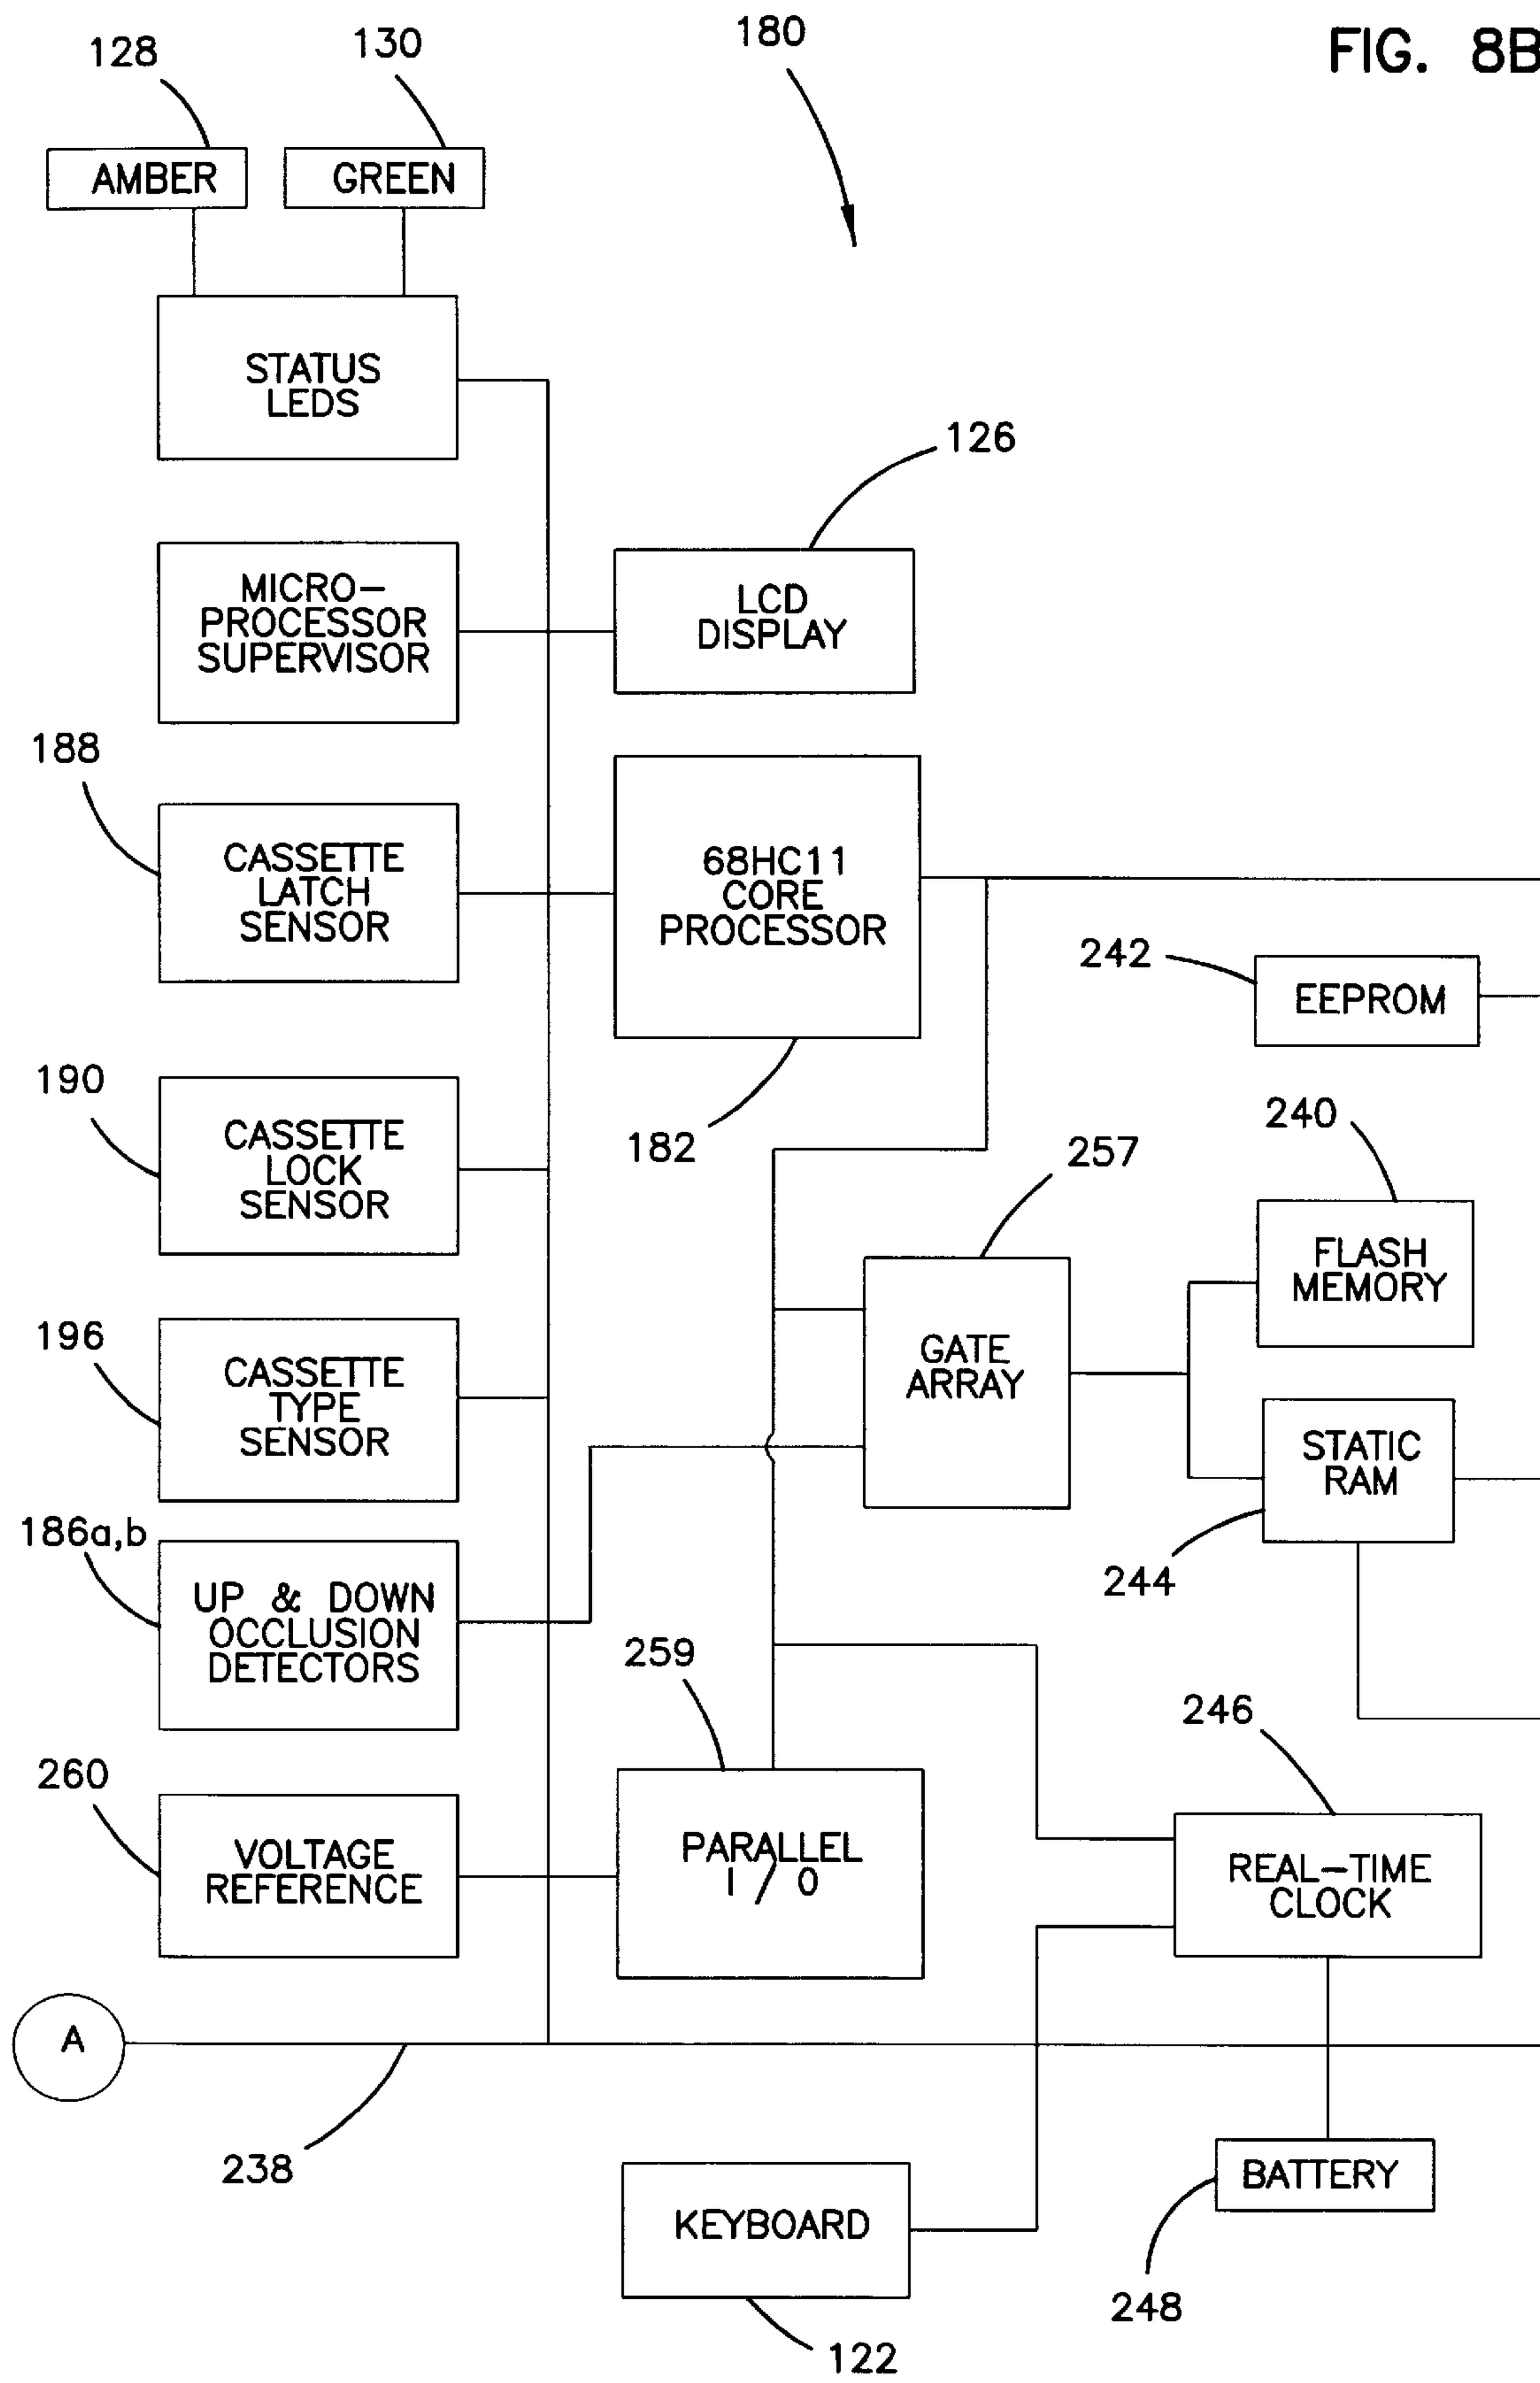 FIG. 8B
128
130
180
AMBER
GREEN
STATUS
LEDS
126
MICRO-
PROCESSOR
SUPERVISOR
LCD
DISPLAY
188
CASSETTE
LATCH
SENSOR
68HC11
CORE
PROCESSOR
182
242
EEPROM
190
CASSETTE
LOCK
SENSOR
257
240
FLASH
MEMORY
196
CASSETTE
TYPE
SENSOR
GATE
ARRAY
STATIC
RAM
244
186a,b
UP & DOWN
OCCLUSION
DETECTORS
259
246
260
VOLTAGE
REFERENCE
PARALLEL
I / O
REAL-TIME
CLOCK
A
238
KEYBOARD
122
BATTERY
248